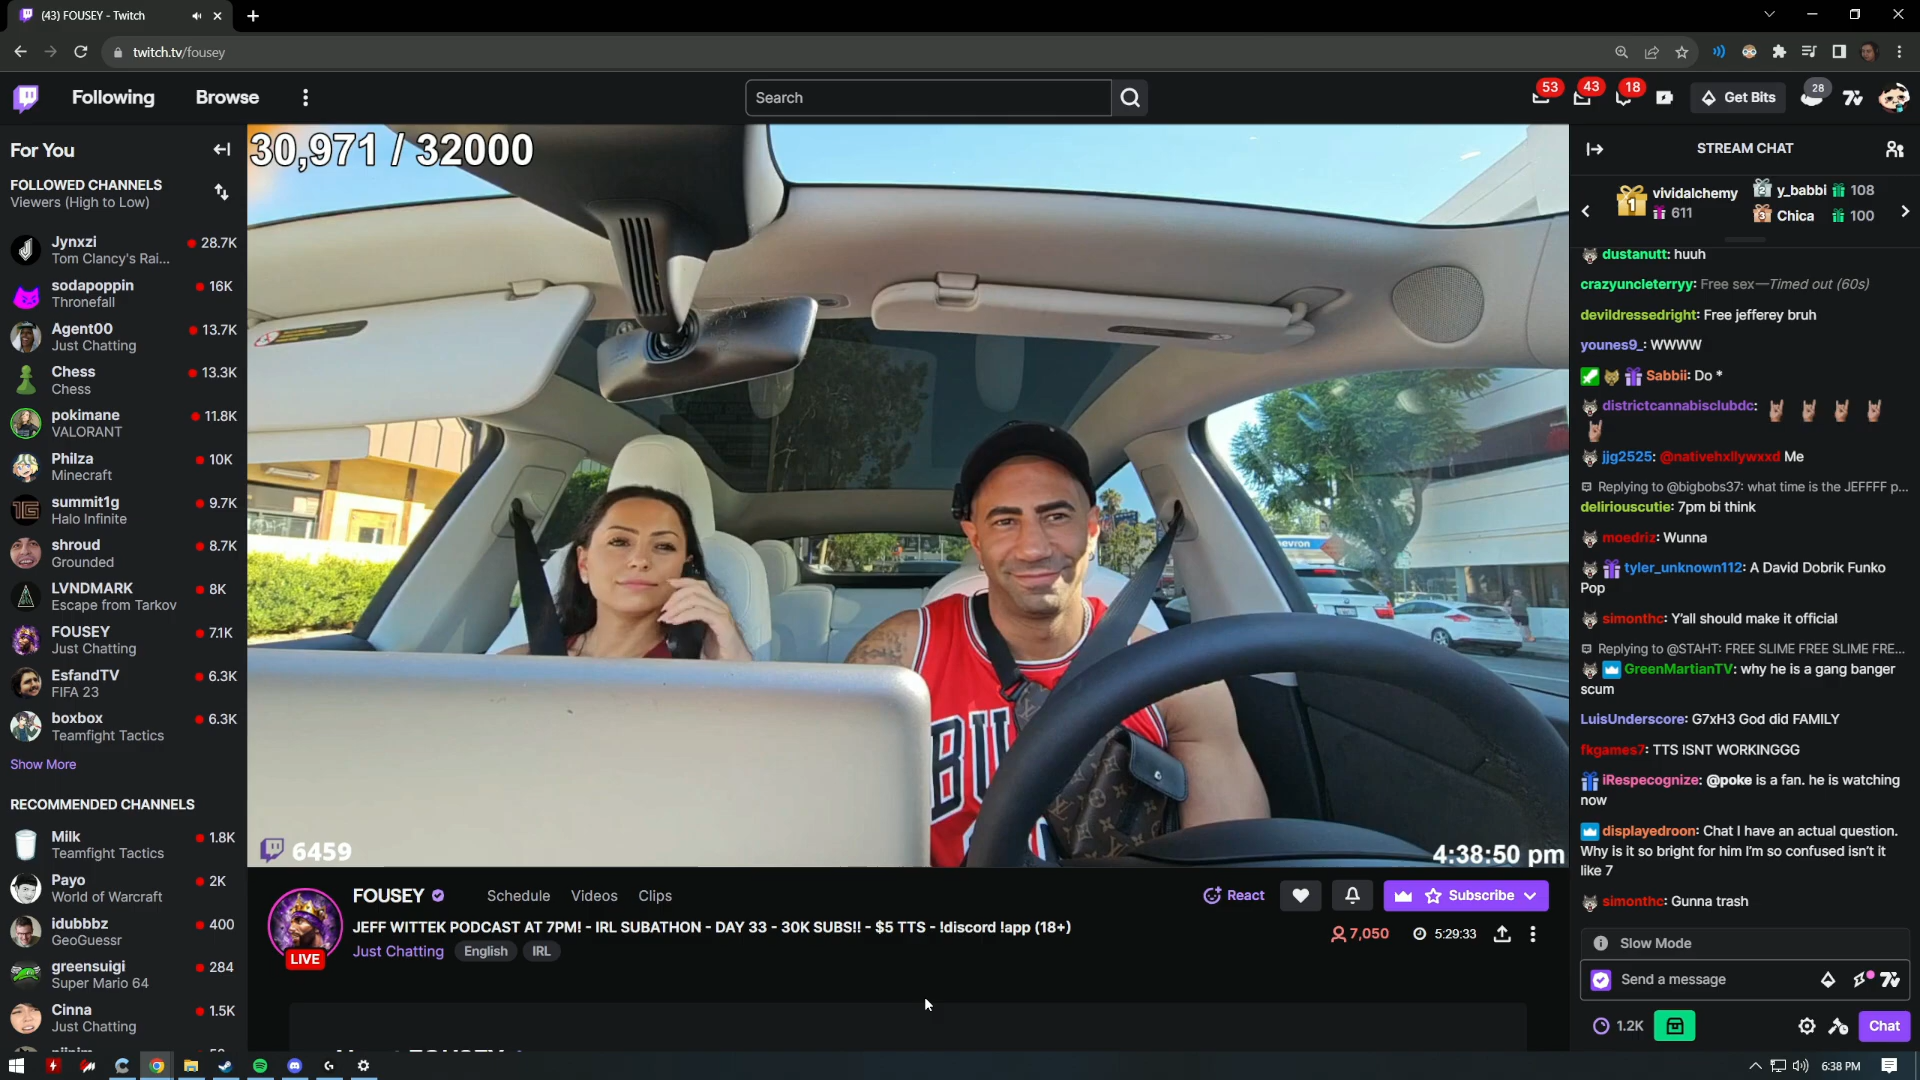 (43) FOUSEY - Twitch
twitch.tv/fousey
Following
Browse
Search
53
43
18
Get Bits
28
For You
FOLLOWED CHANNELS
Viewers (High to Low)
Jynxzi
28.7K
Tom Clancy's Rai...
sodapoppin
16K
Thronefall
Agent00
13.7K
Just Chatting
Chess
13.3K
Chess
pokimane
11.8K
VALORANT
Philza
10K
Minecraft
summit1g
9.7K
Halo Infinite
shroud
8.7K
Grounded
LVNDMARK
8K
Escape from Tarkov
FOUSEY
7.1K
Just Chatting
EsfandTV
6.3K
FIFA 23
boxbox
6.3K
Teamfight Tactics
Show More
RECOMMENDED CHANNELS
Milk
1.8K
Teamfight Tactics
Payo
2K
World of Warcraft
idubbbz
400
GeoGuessr
greensuigi
284
Super Mario 64
Cinna
1.5K
Just Chatting
30,971 / 32000
evron
BU
6459
4:38:50 pm
FOUSEY
Schedule
Videos
Clips
React
Subscribe
JEFF WITTEK PODCAST AT 7PM! - IRL SUBATHON - DAY 33 - 30K SUBS!! - $5 TTS - !discord !app (18+)
LIVE
Just Chatting
English
IRL
7,050
5:29:33
STREAM CHAT
1
vividalchemy
611
2
y_babbi
108
3
Chica
100
dustanutt: huuh
crazyuncleterryy: Free sex—Timed out (60s)
devildressedright: Free jefferey bruh
younes9_: WWWW
Sabbii: Do *
districtcannabisclubdc: 🤘 🤘 🤘 🤘
🤘
jjg2525: @nativehxllywxxd Me
Replying to @bigbobs37: what time is the JEFFFF p...
deliriouscutie: 7pm bi think
moedriz: Wunna
tyler_unknown112: A David Dobrik Funko
Pop
simonthc: Y'all should make it official
Replying to @STAHT: FREE SLIME FREE SLIME FRE...
GreenMartianTV: why he is a gang banger
scum
LuisUnderscore: G7xH3 God did FAMILY
fkgames7: TTS ISNT WORKINGGG
iRespecognize: @poke is a fan. he is watching
now
displayedroon: Chat I have an actual question.
Why is it so bright for him I'm so confused isn't it
like 7
simonthc: Gunna trash
Slow Mode
Send a message
1.2K
Chat
6:38 PM